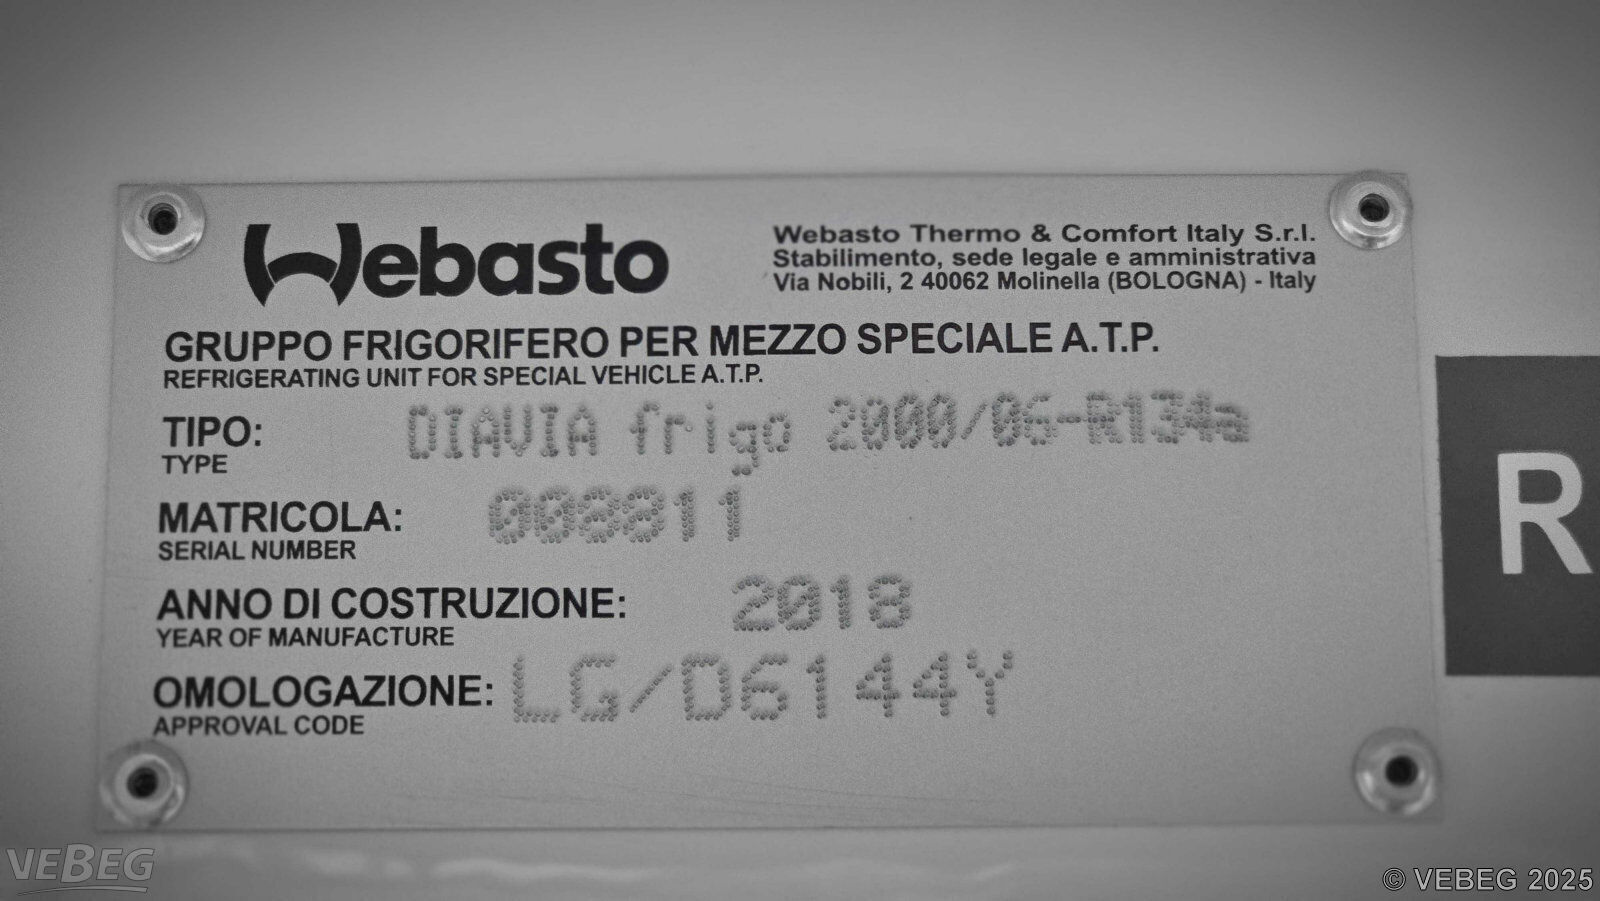 Webasto
Webasto Thermo & Comfort Italy S.r.l.
Stabilimento, sede legale e amministrativa
Via Nobili, 2 40062 Molinella (BOLOGNA) - Italy
GRUPPO FRIGORIFERO PER MEZZO SPECIALE A.T.P.
REFRIGERATING UNIT FOR SPECIAL VEHICLE A.T.P.
TIPO: DIAVIA frigo 2000/06-R134a
TYPE
MATRICOLA: 008811
SERIAL NUMBER
ANNO DI COSTRUZIONE: 2018
YEAR OF MANUFACTURE
OMOLOGAZIONE: LG/D6144Y
APPROVAL CODE
R
VEBEG
© VEBEG 2025